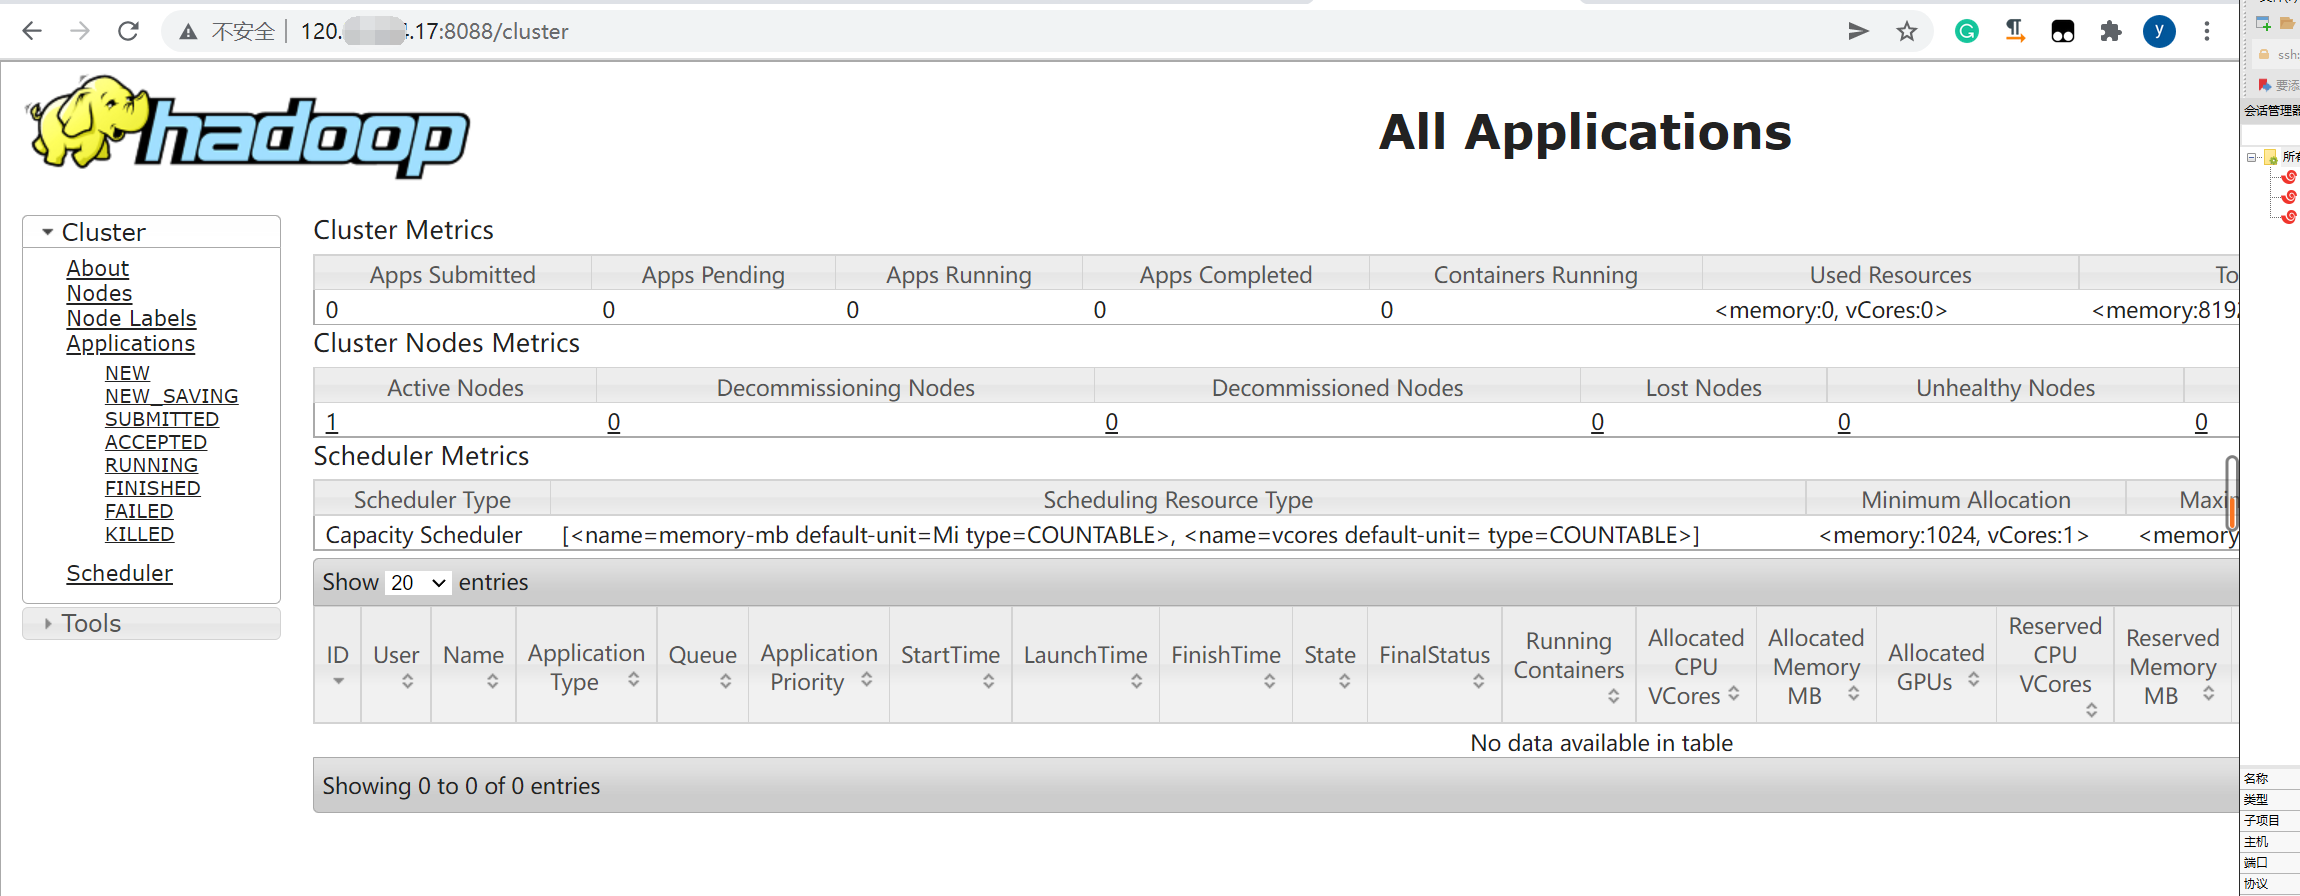 不安全 120. .17:8088/cluster
y
ssh:
hadoop
All Applications
会话管理器
Cluster
About
Nodes
Node Labels
Applications
NEW
NEW_SAVING
SUBMITTED
ACCEPTED
RUNNING
FINISHED
FAILED
KILLED
Scheduler
Tools
Cluster Metrics
Apps Submitted Apps Pending Apps Running Apps Completed Containers Running Used Resources To
0 0 0 0 0 <memory:0, vCores:0> <memory:819
Cluster Nodes Metrics
Active Nodes Decommissioning Nodes Decommissioned Nodes Lost Nodes Unhealthy Nodes
1 0 0 0 0 0
Scheduler Metrics
Scheduler Type Scheduling Resource Type Minimum Allocation Maxi
Capacity Scheduler [<name=memory-mb default-unit=Mi type=COUNTABLE>, <name=vcores default-unit= type=COUNTABLE>] <memory:1024, vCores:1> <memory
Show 20 entries
ID User Name Application Type Queue Application Priority StartTime LaunchTime FinishTime State FinalStatus Running Containers Allocated CPU VCores Allocated Memory MB Allocated GPUs Reserved CPU VCores Reserved Memory MB
No data available in table
Showing 0 to 0 of 0 entries
名称
类型
子项目
主机
端口
协议